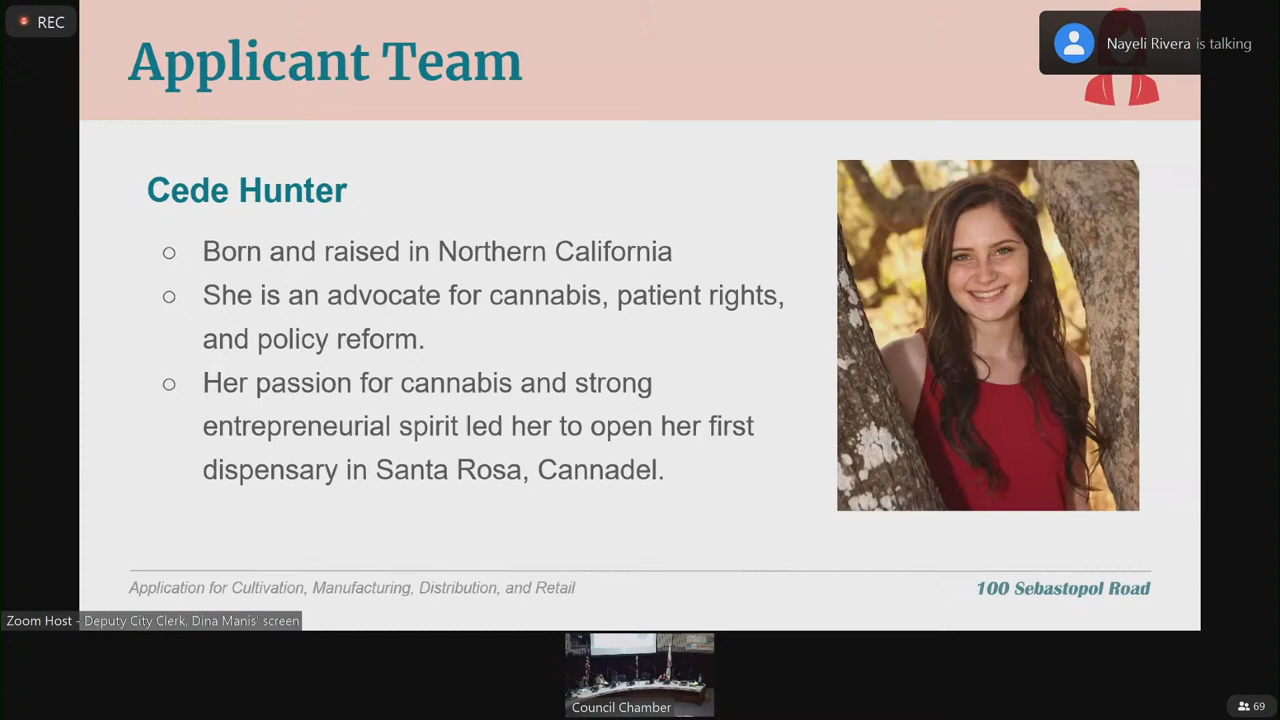 REC
Applicant Team
Nayeli Rivera is talking
Cede Hunter
Born and raised in Northern California
She is an advocate for cannabis, patient rights,
and policy reform.
Her passion for cannabis and strong
entrepreneurial spirit led her to open her first
dispensary in Santa Rosa, Cannadel.
Application for Cultivation, Manufacturing, Distribution, and Retail
100 Sebastopol Road
Zoom Host - Deputy City Clerk, Dina Manis' screen
Council Chamber
69